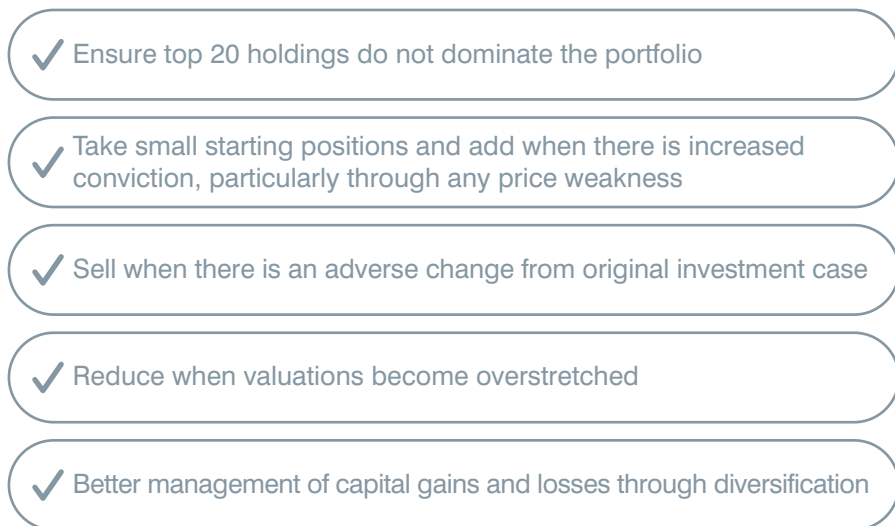 Ensure top 20 holdings do not dominate the portfolio
Take small starting positions and add when there is increased
conviction, particularly through any price weakness
Sell when there is an adverse change from original investment case
Reduce when valuations become overstretched
Better management of capital gains and losses through diversification